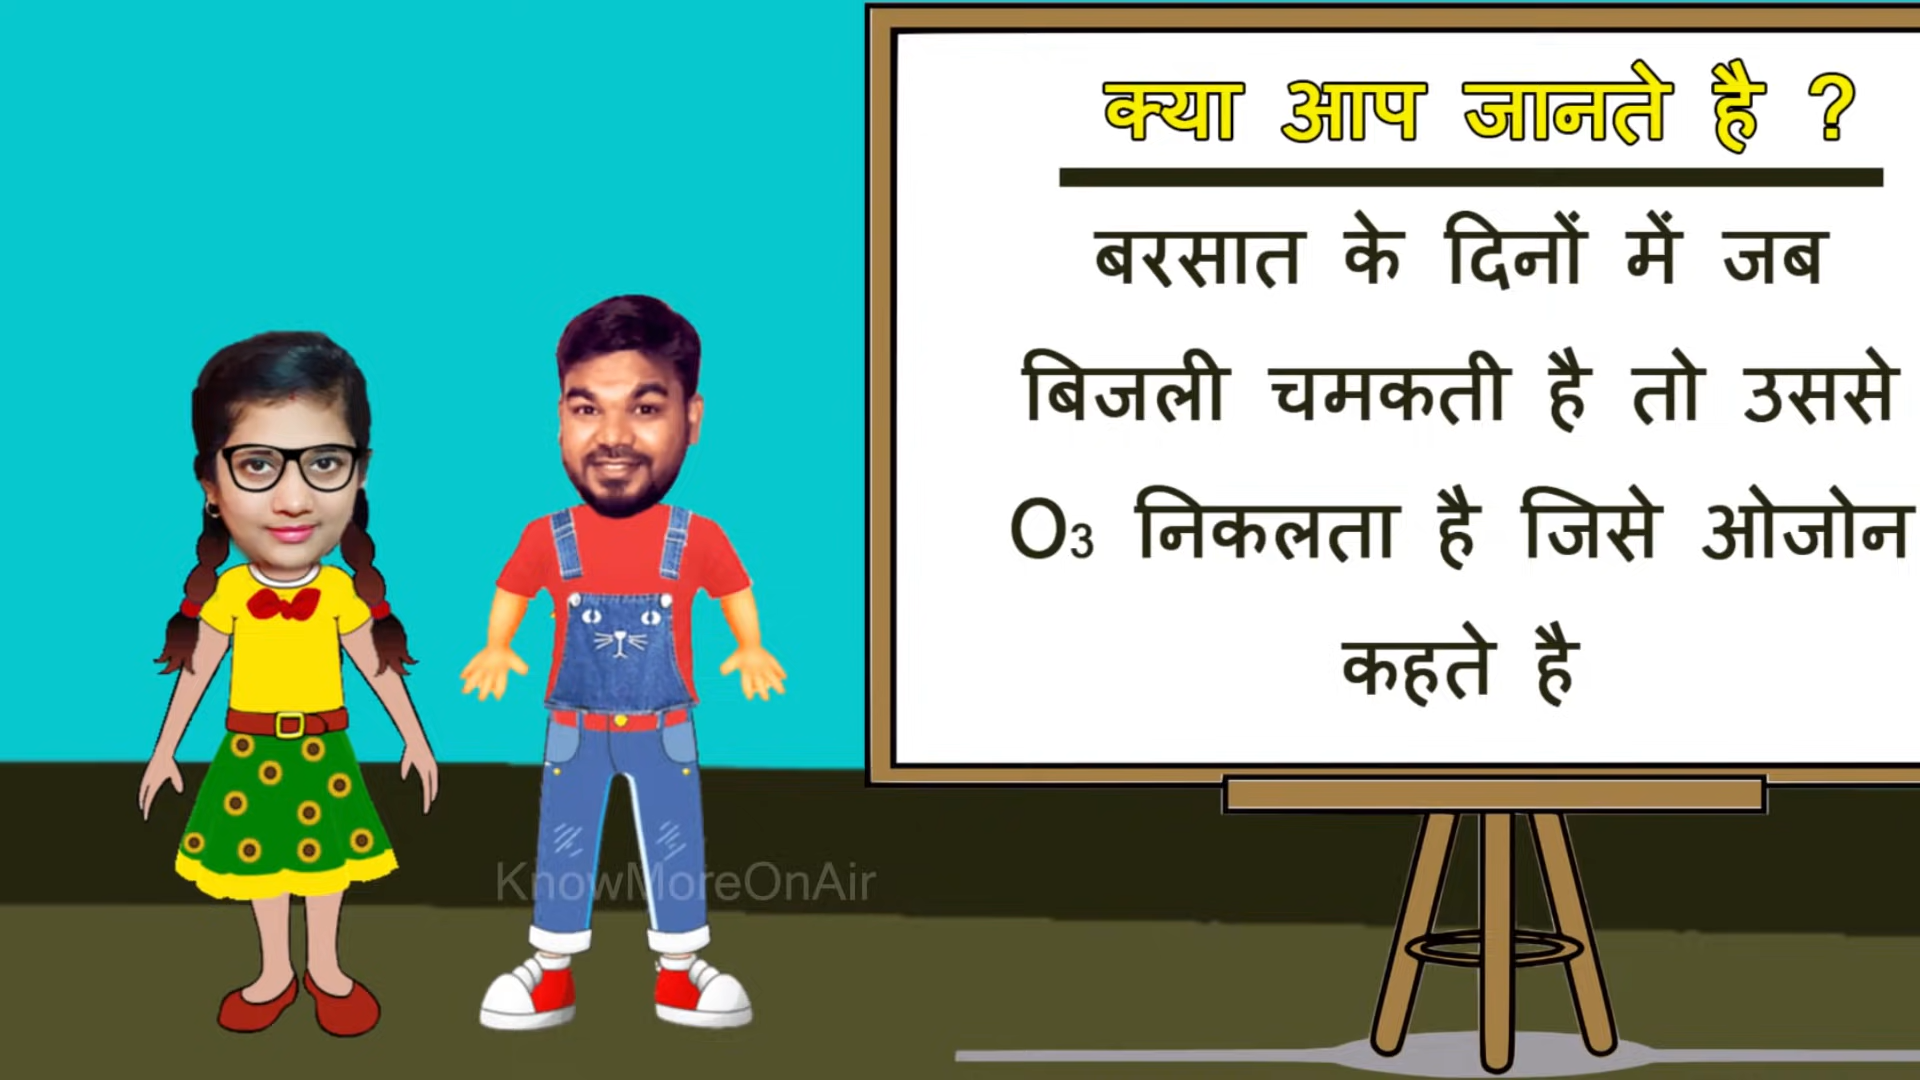 क्या आप जानते है ?
बरसात के दिनों में जब
बिजली चमकती है तो उससे
O₃ निकलता है जिसे ओजोन
कहते है
KnowMoreOnAir